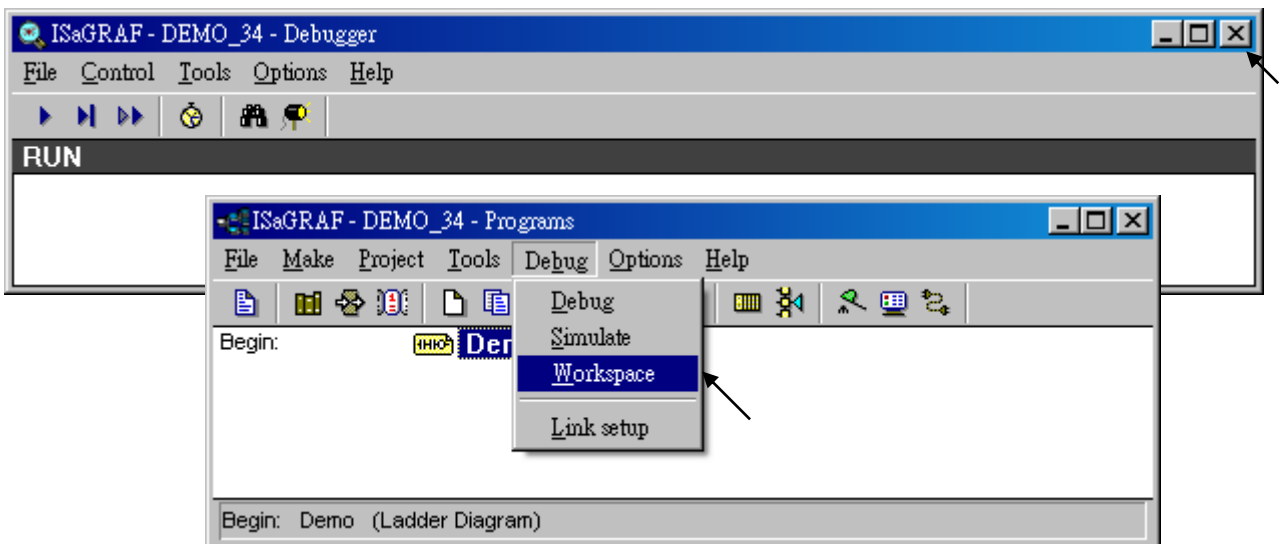 ISaGRAF - DEMO_34 - Debugger
File Control Tools Options Help
RUN
ISaGRAF - DEMO_34 - Programs
File Make Project Tools Debug Options Help
Debug
Simulate
Workspace
Link setup
Begin:
Begin: Demo (Ladder Diagram)